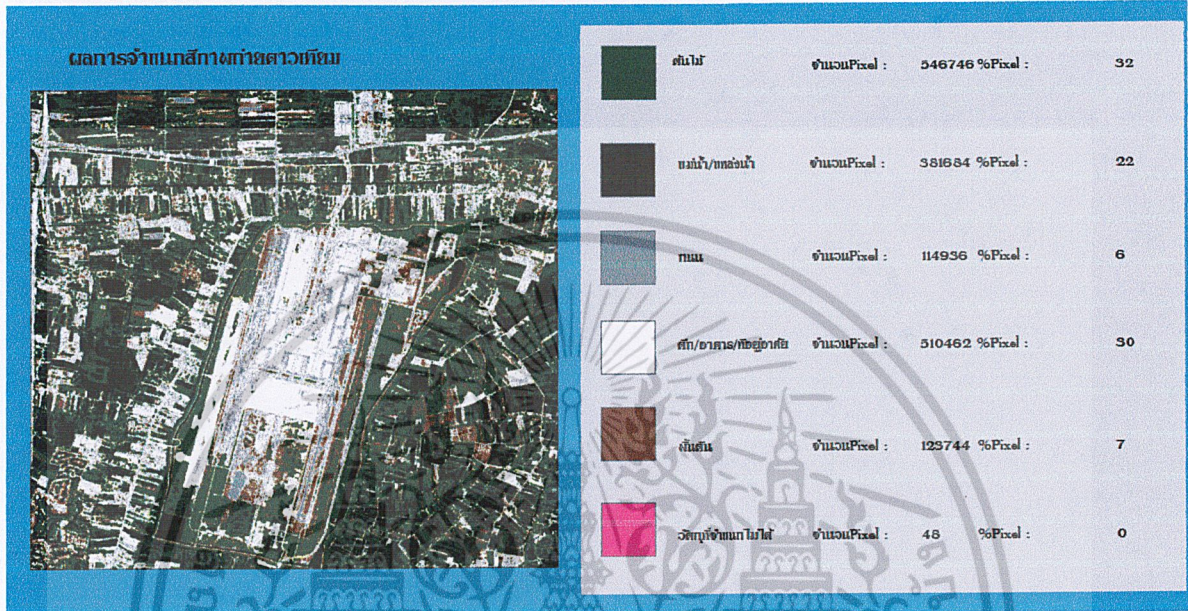 ผลการจำแนกสีภาพถ่ายดาวเทียม
ต้นไม้ จำนวนPixel : 546746 %Pixel : 32
แม่น้ำ/แหล่งน้ำ จำนวนPixel : 381684 %Pixel : 22
ถนน จำนวนPixel : 114936 %Pixel : 6
ตึก/อาคาร/ที่อยู่อาศัย จำนวนPixel : 510462 %Pixel : 30
พื้นดิน จำนวนPixel : 123744 %Pixel : 7
วัตถุที่จำแนกไม่ได้ จำนวนPixel : 48 %Pixel : 0